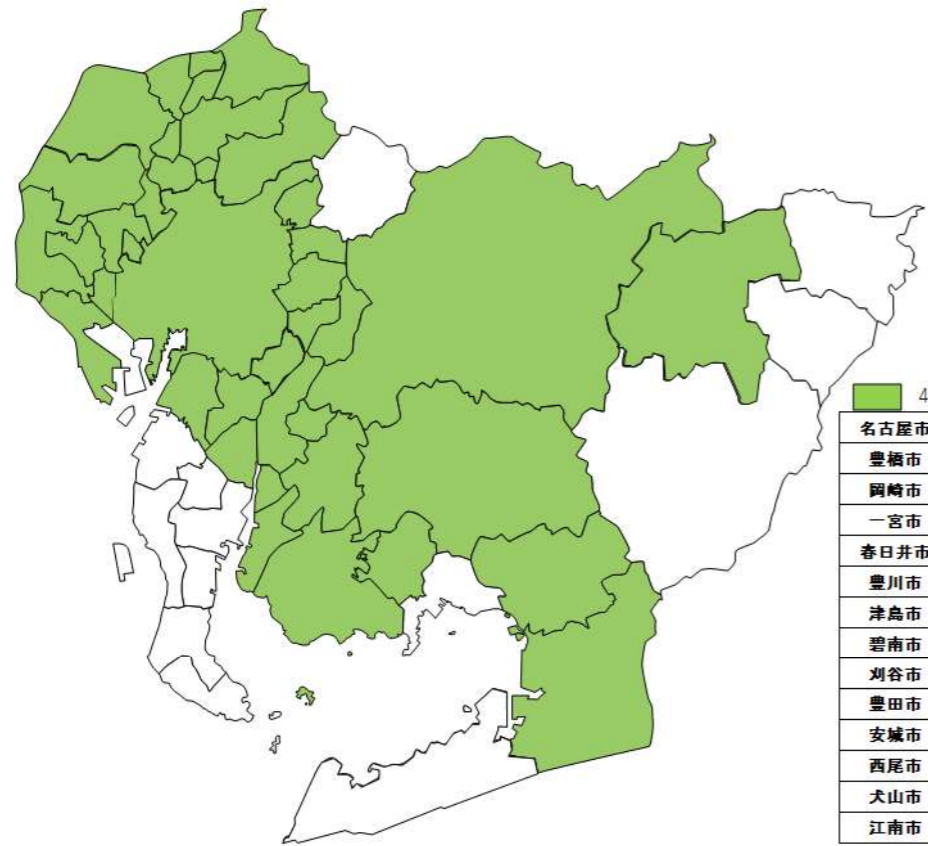 4
名古屋市
豊橋市
岡崎市
一宮市
春日井市
豊川市
津島市
碧南市
刈谷市
豊田市
安城市
西尾市
犬山市
江南市